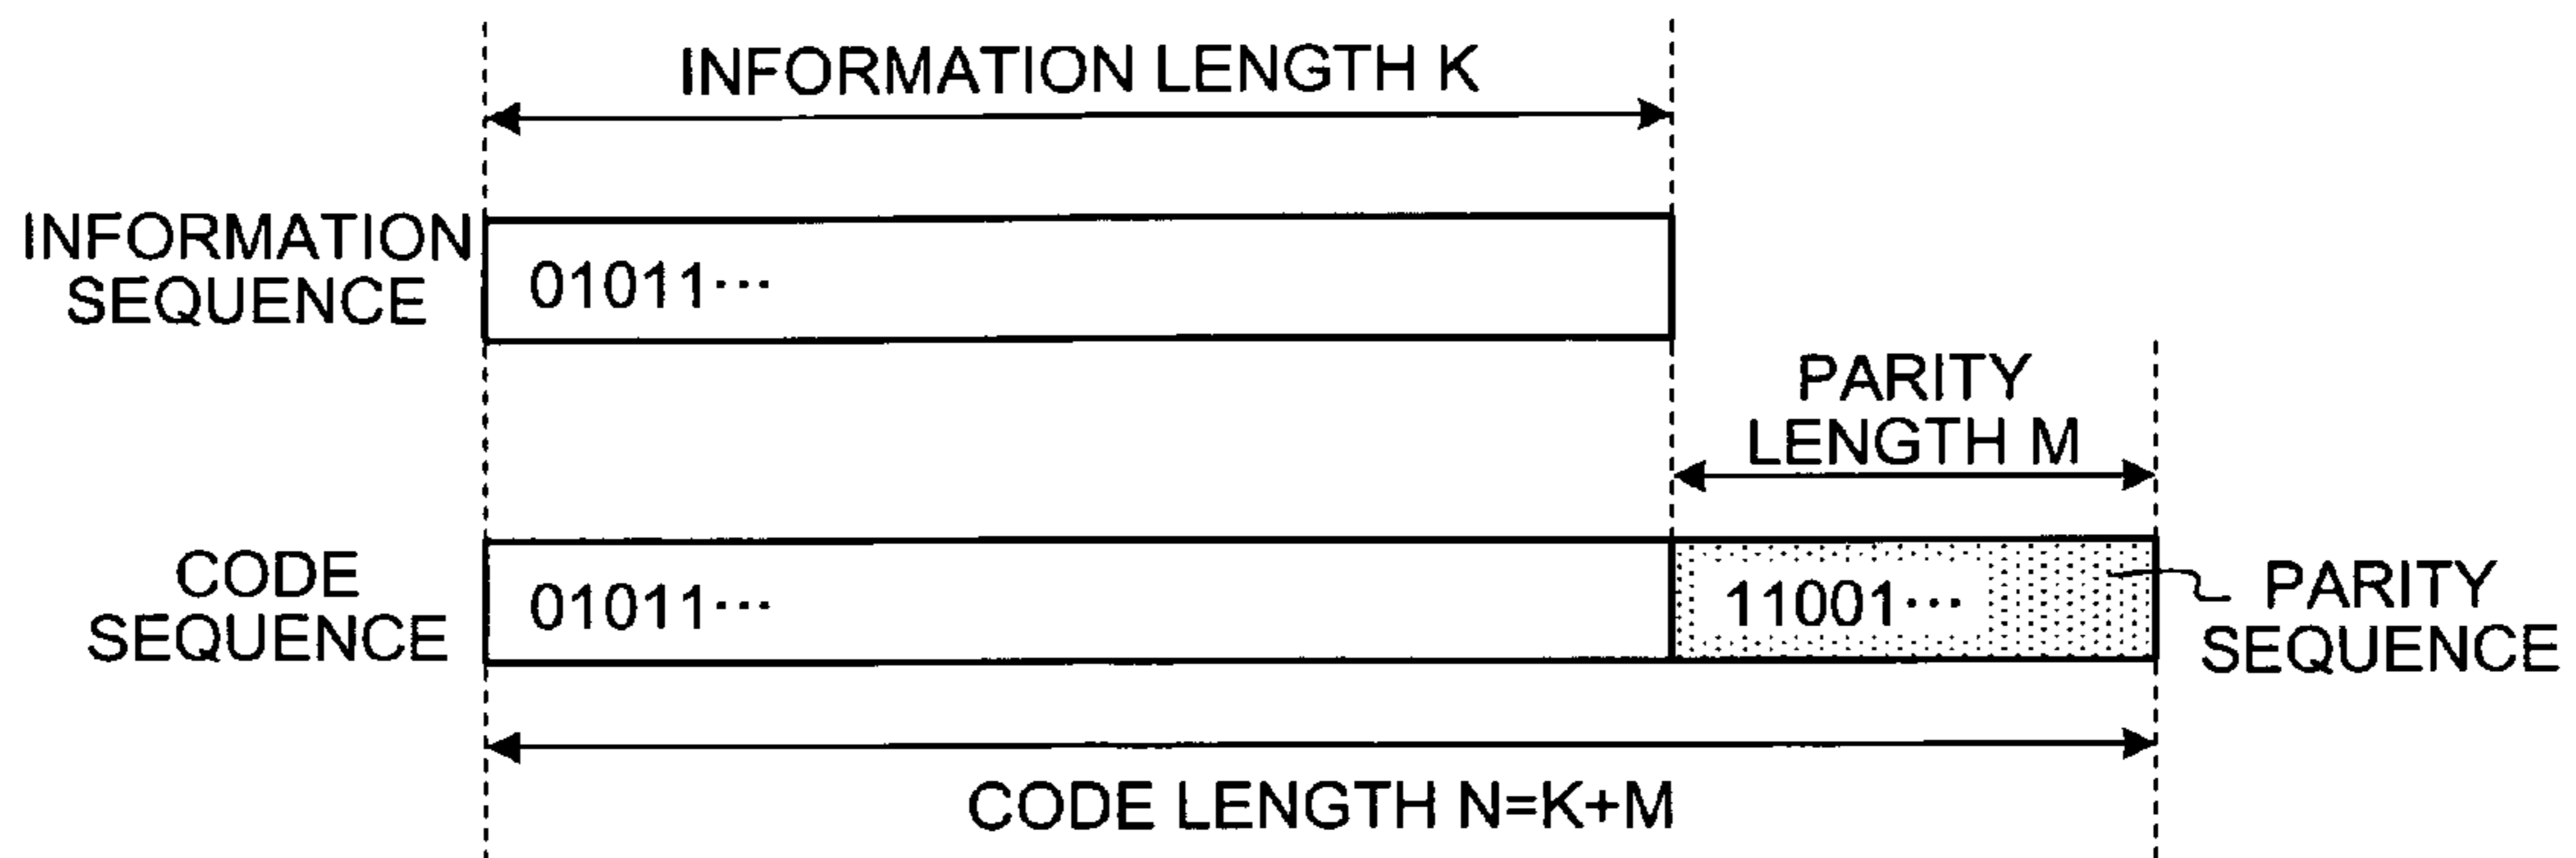 INFORMATION LENGTH K
INFORMATION
SEQUENCE
01011···
PARITY
LENGTH M
CODE
SEQUENCE
01011···
11001···
PARITY
SEQUENCE
CODE LENGTH N=K+M